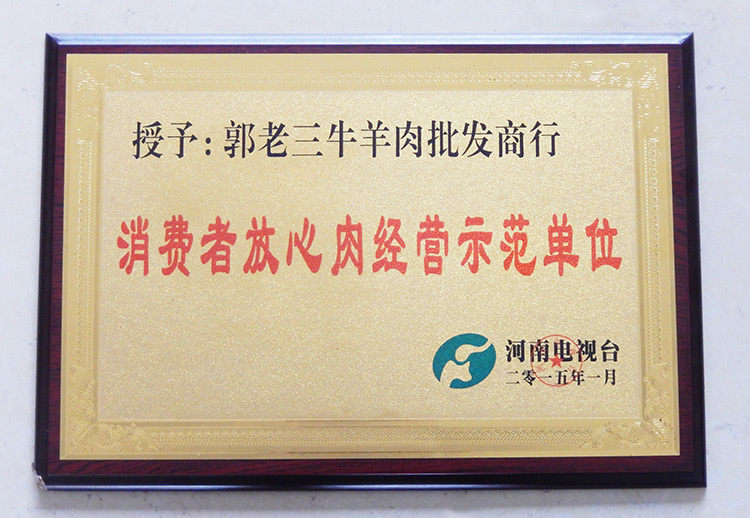 授予:郭老三牛羊肉批发商行
消费者放心肉经营示范单位
河南电视台
二零一五年一月